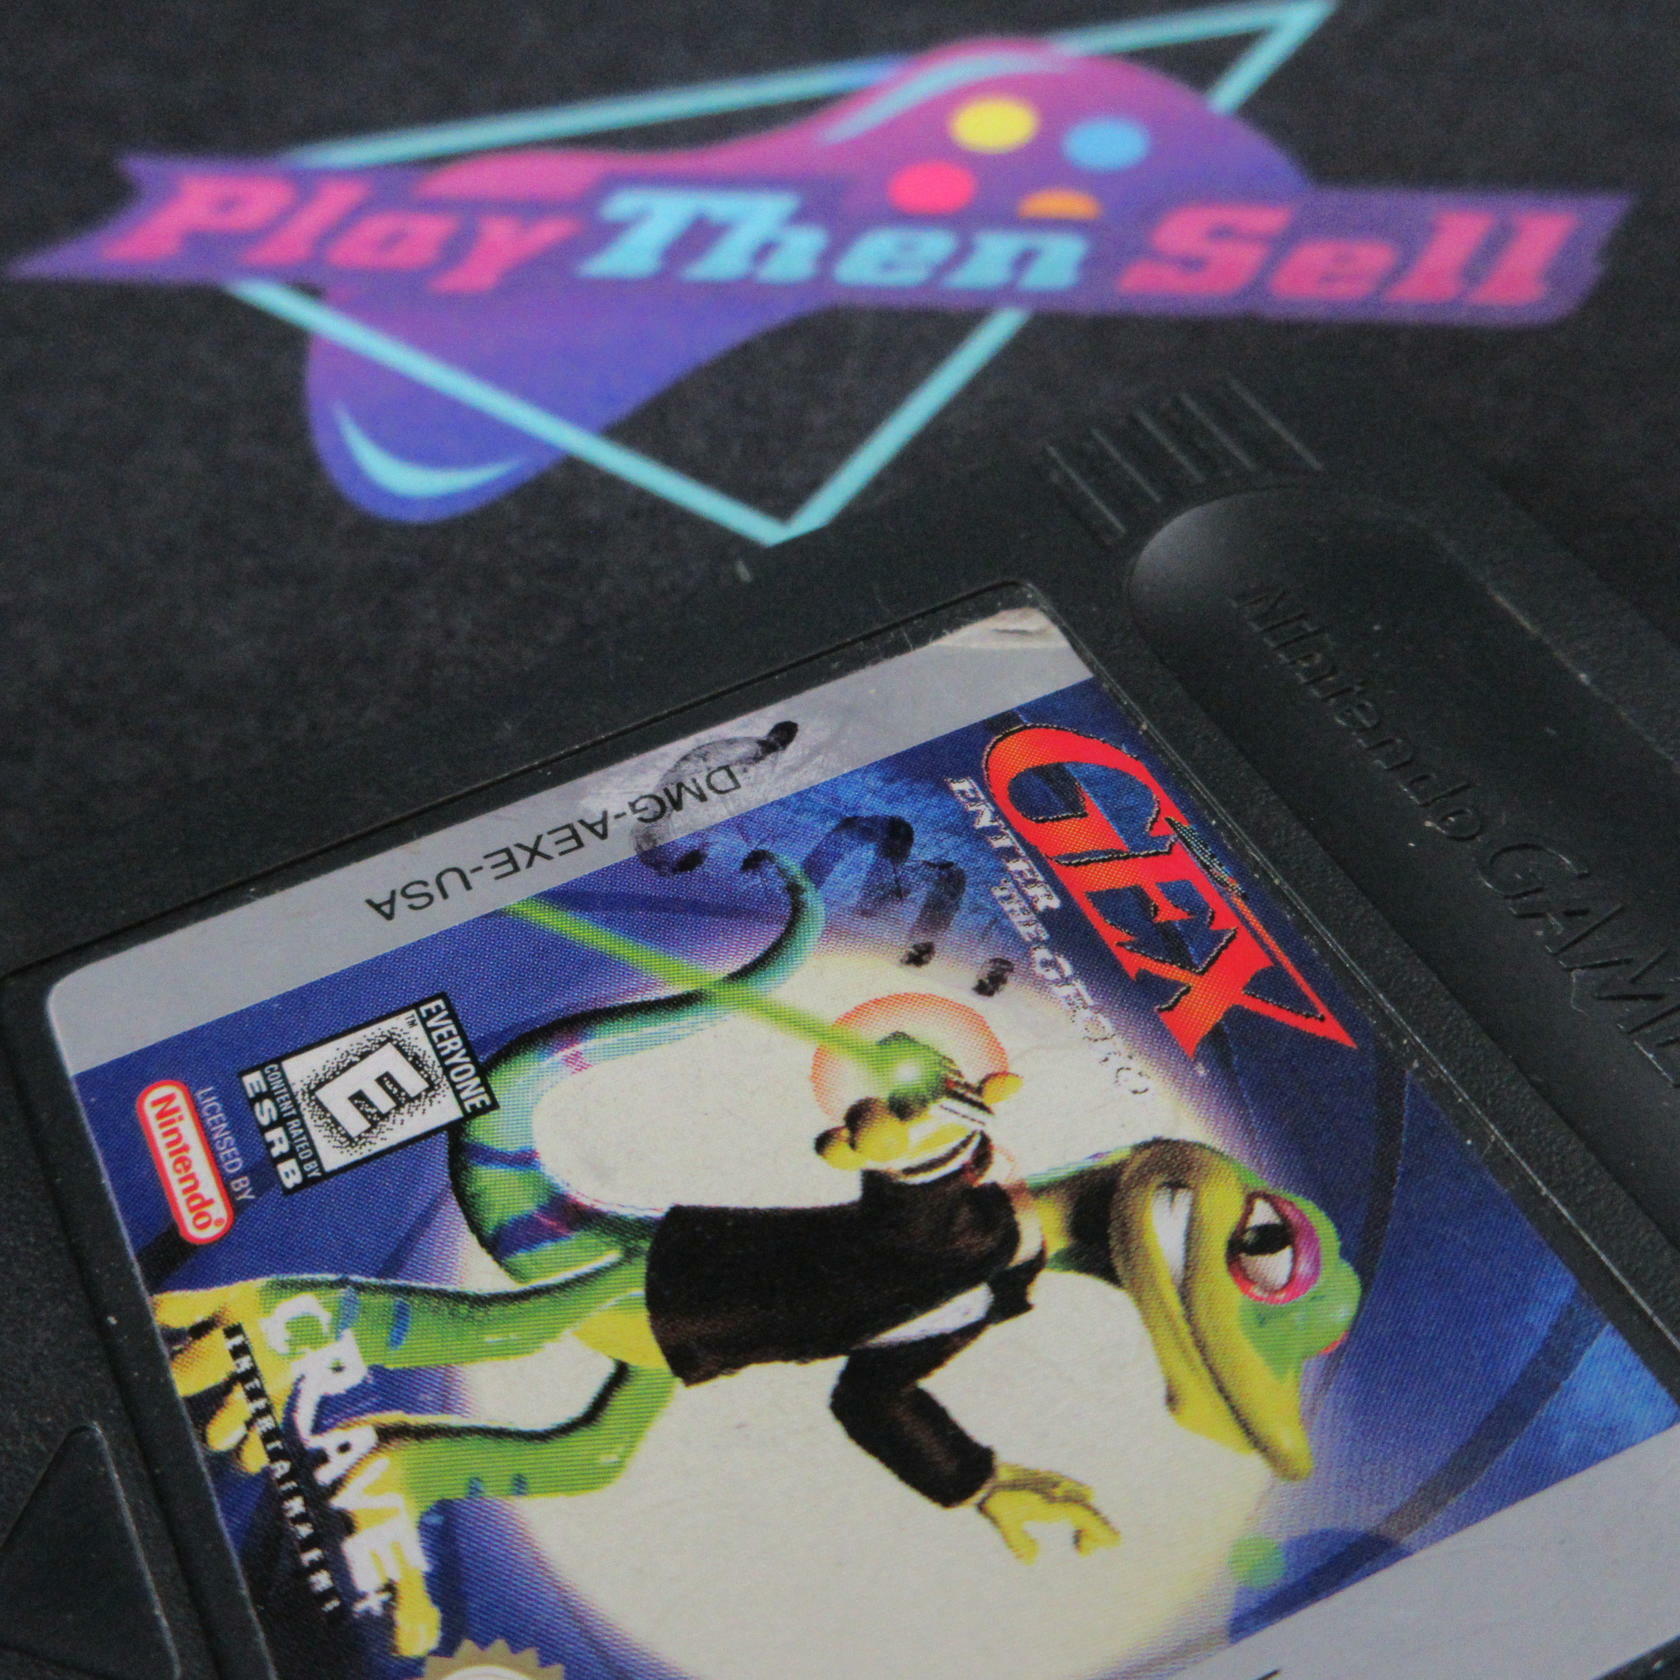 Play Then Sell
Nintendo GAME
DMG-AEXE-USA
GEX
ENTER THE GECKO
EVERYONE
E
™
CONTENT RATED BY
ESRB
LICENSED BY
Nintendo®
CRAVE
ENTERTAINMENT